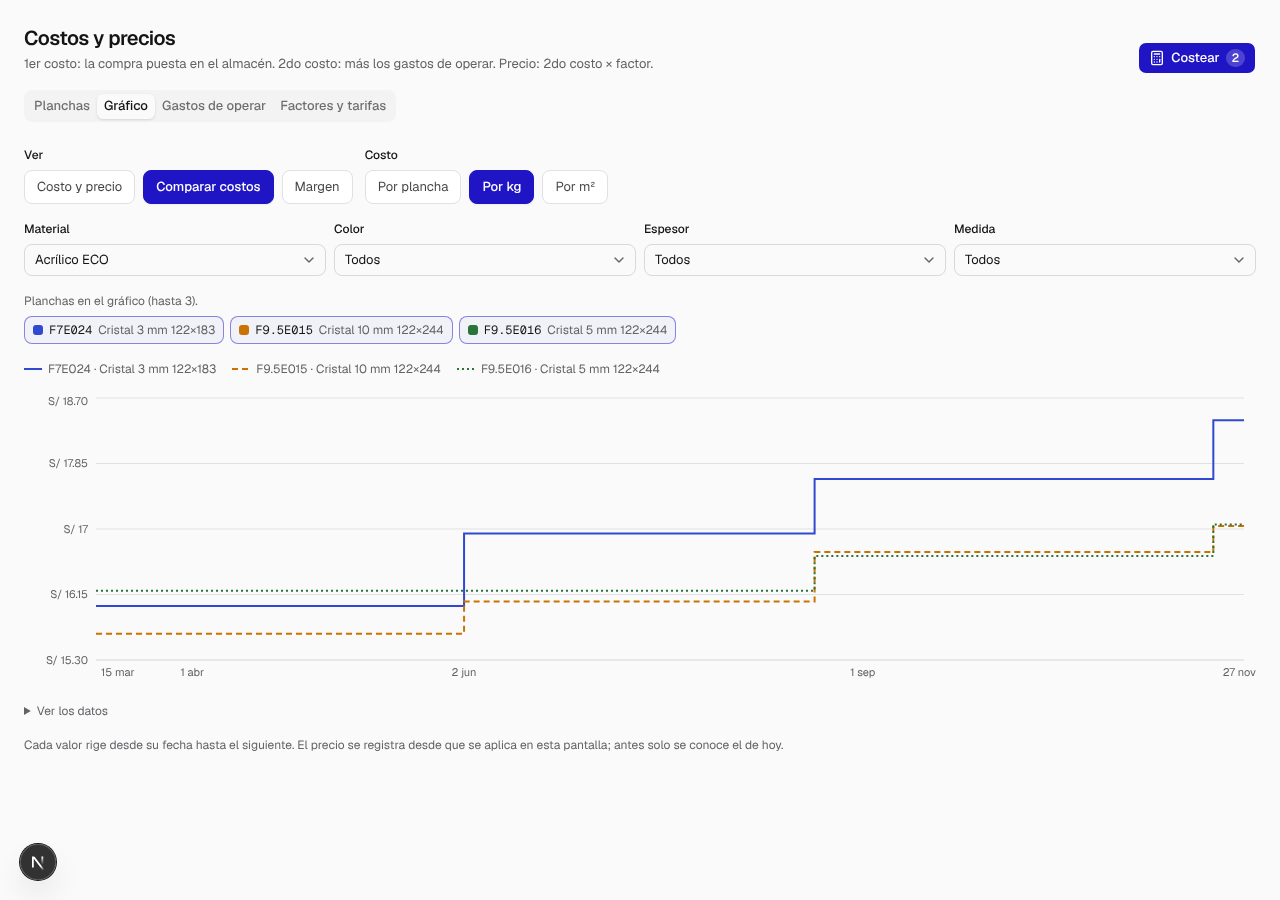 Costos y precios
1er costo: la compra puesta en el almacén. 2do costo: más los gastos de operar. Precio: 2do costo × factor.
Costear 2
Planchas Gráfico Gastos de operar Factores y tarifas
Ver Costo
Costo y precio Comparar costos Margen Por plancha Por kg Por m²
Material Color Espesor Medida
Acrílico ECO Todos Todos Todos
Planchas en el gráfico (hasta 3).
F7E024 Cristal 3 mm 122×183 F9.5E015 Cristal 10 mm 122×244 F9.5E016 Cristal 5 mm 122×244
F7E024 · Cristal 3 mm 122×183 F9.5E015 · Cristal 10 mm 122×244 F9.5E016 · Cristal 5 mm 122×244
S/ 18.70
S/ 17.85
S/ 17
S/ 16.15
S/ 15.30
15 mar 1 abr 2 jun 1 sep 27 nov
Ver los datos
Cada valor rige desde su fecha hasta el siguiente. El precio se registra desde que se aplica en esta pantalla; antes solo se conoce el de hoy.
N